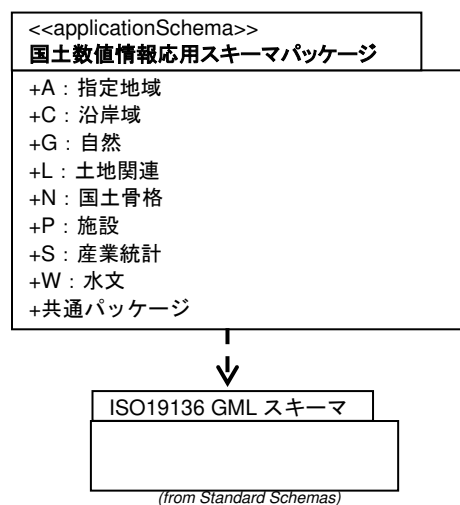 <<applicationSchema>>
国土数値情報応用スキーマパッケージ
+A：指定地域
+C：沿岸域
+G：自然
+L：土地関連
+N：国土骨格
+P：施設
+S：産業統計
+W：水文
+共通パッケージ
ISO19136 GML スキーマ
(from Standard Schemas)